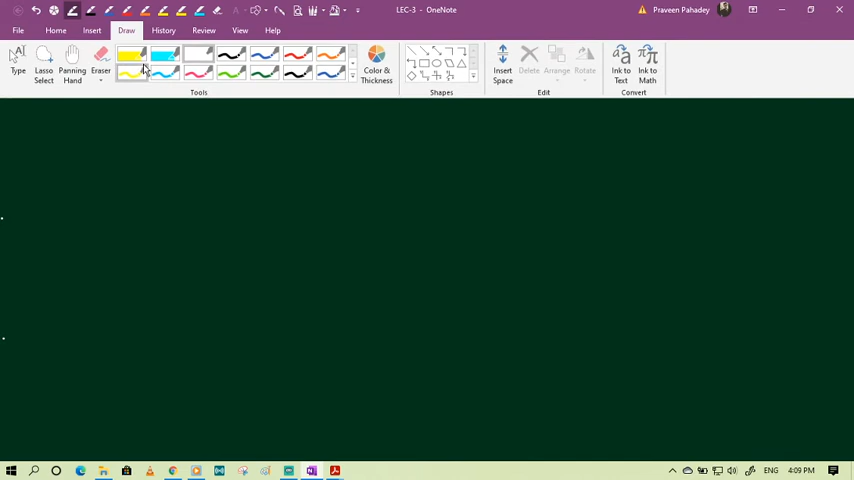 LEC-3 - OneNote
Praveen Pahadey
File Home Insert Draw History Review View Help
Type
Lasso Select
Panning Hand
Eraser
Color & Thickness
Insert Space
Delete
Arrange
Rotate
Ink to Text
Ink to Math
Tools
Shapes
Edit
Convert
ENG
4:09 PM